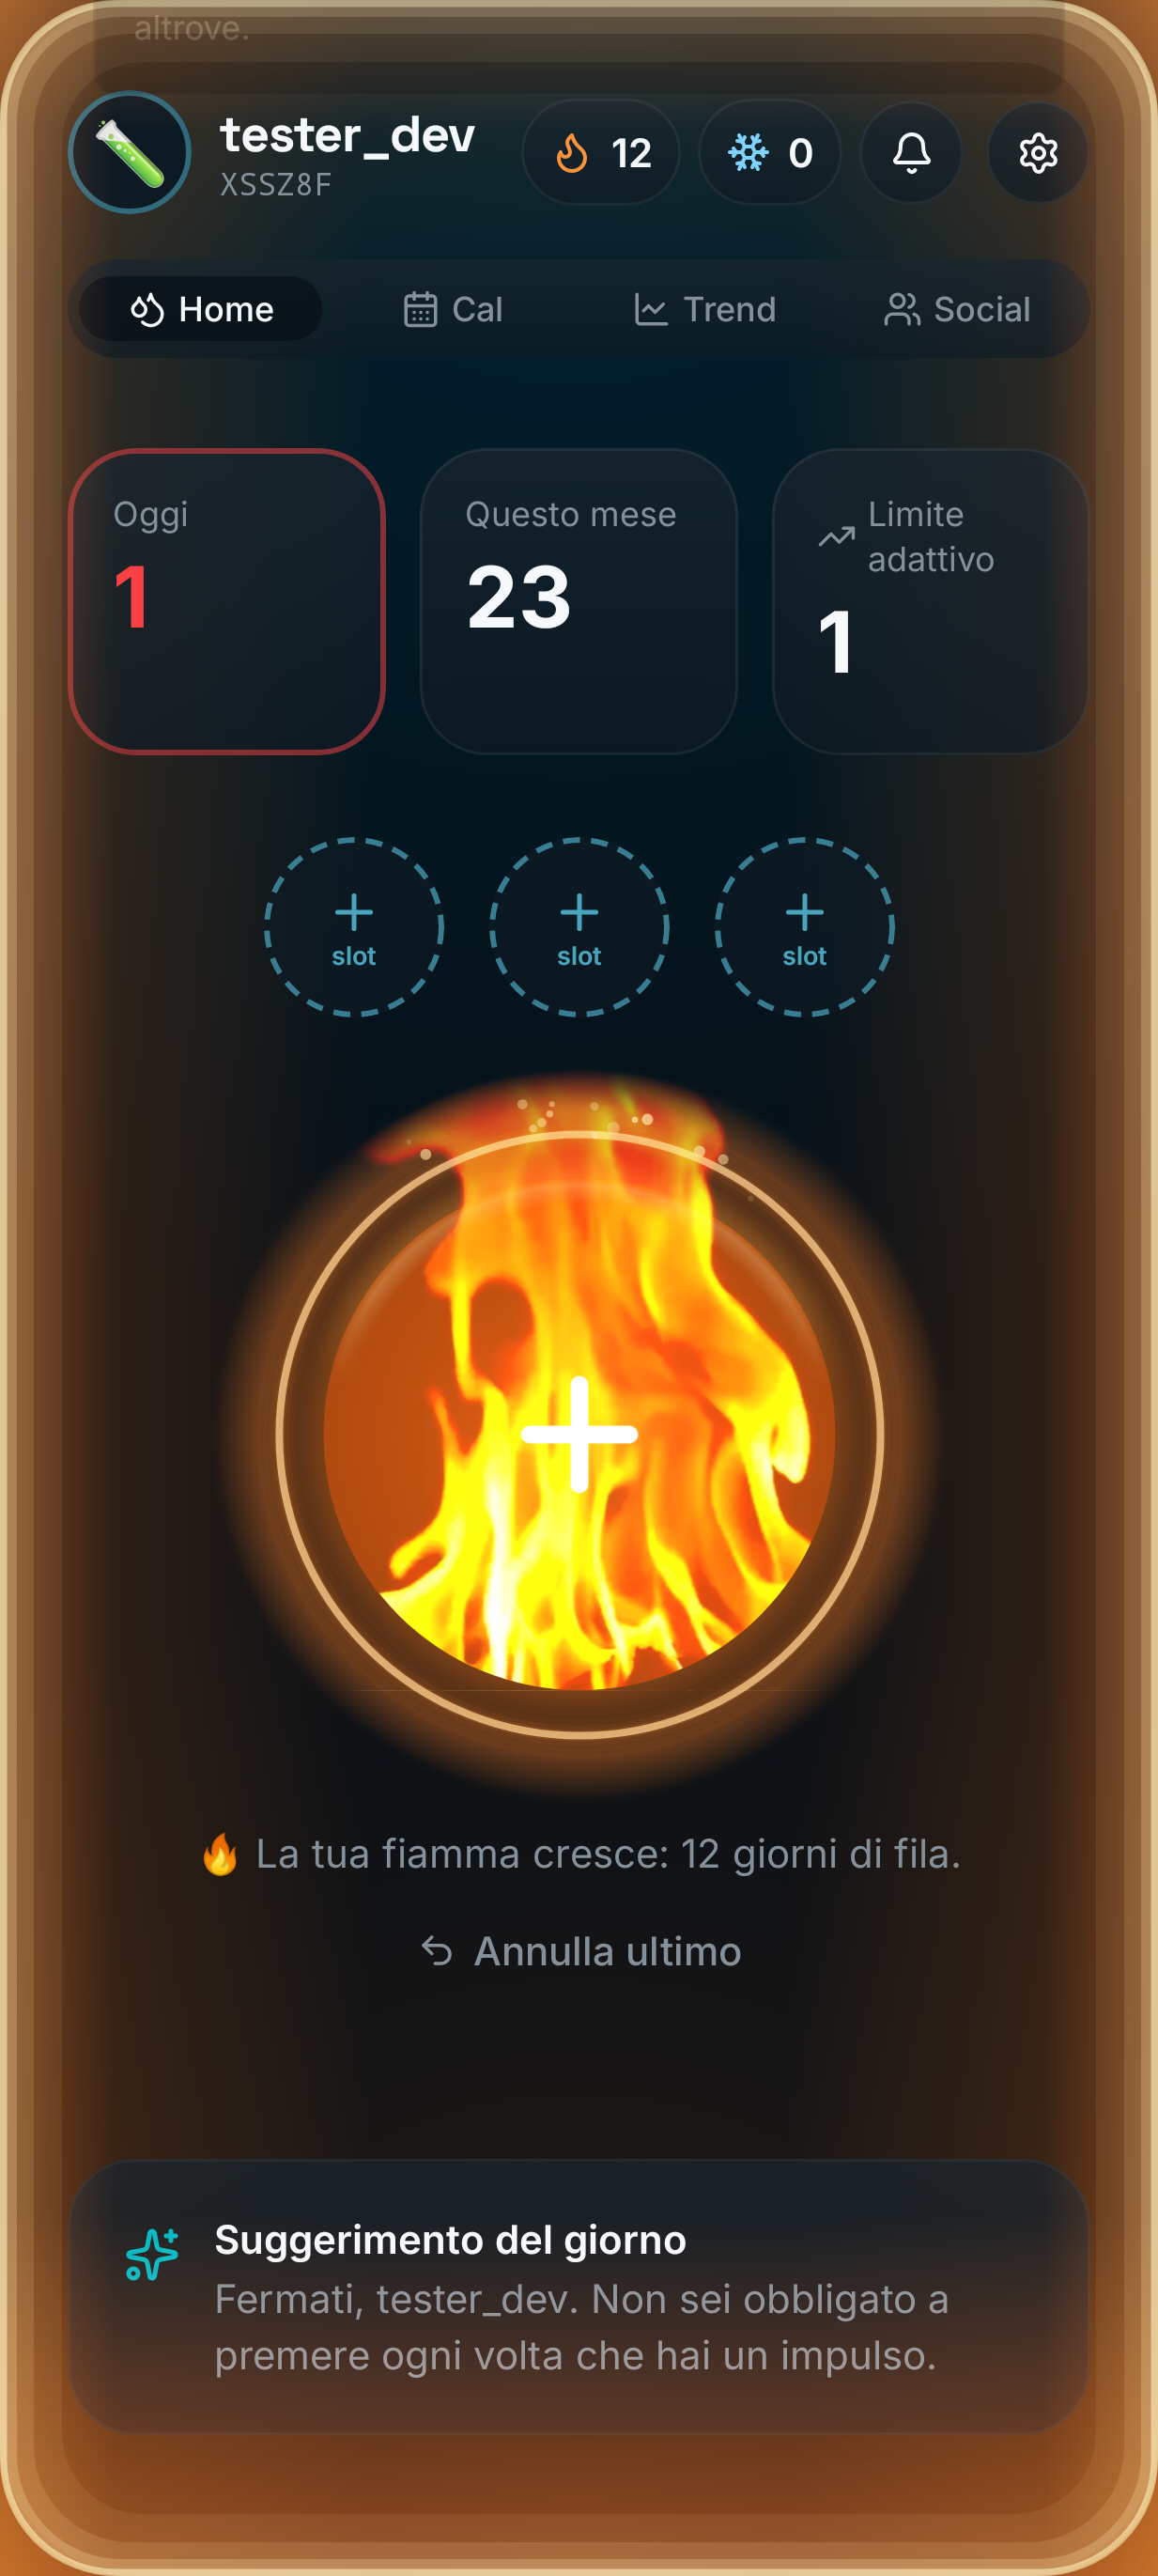 altrove.
tester_dev
XSSZ8F
12
0
Home
Cal
Trend
Social
Oggi
1
Questo mese
23
Limite
adattivo
1
slot
slot
slot
🔥 La tua fiamma cresce: 12 giorni di fila.
Annulla ultimo
Suggerimento del giorno
Fermati, tester_dev. Non sei obbligato a
premere ogni volta che hai un impulso.